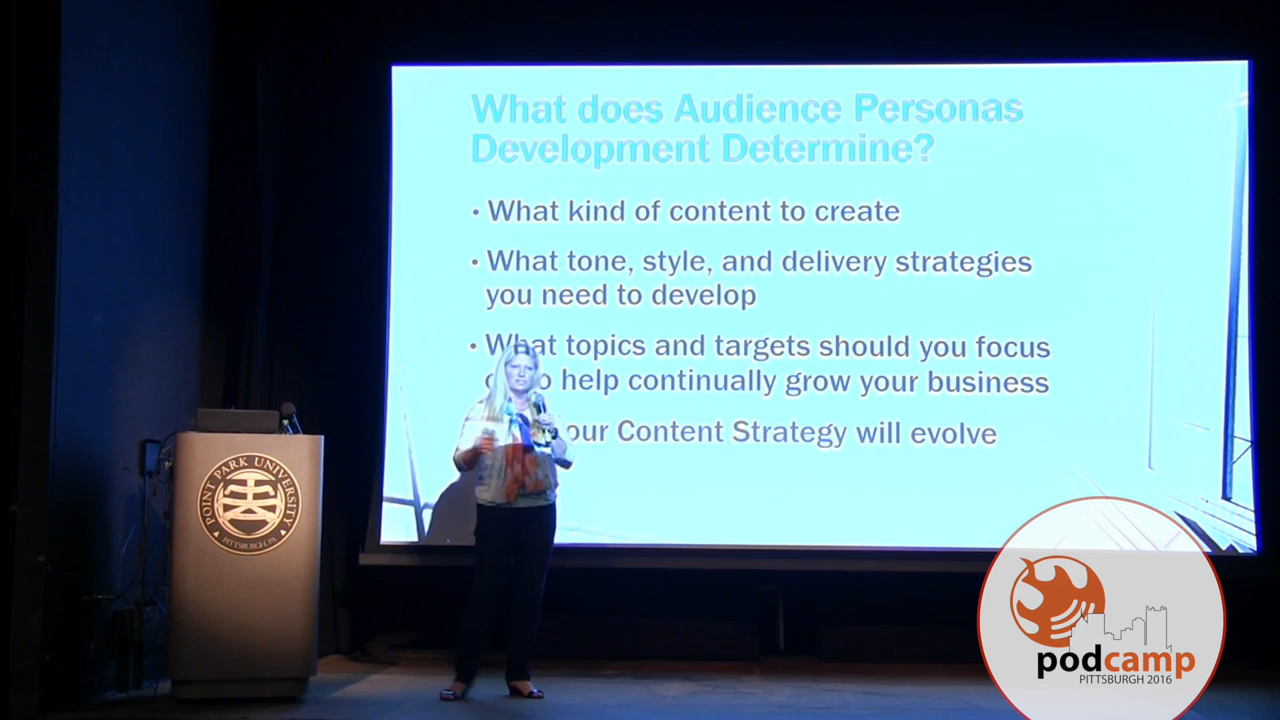 What does Audience Personas
Development Determine?
• What kind of content to create
• What tone, style, and delivery strategies
you need to develop
• What topics and targets should you focus
help continually grow your business
our Content Strategy will evolve
POINT PARK UNIVERSITY
PITTSBURGH, PA
podcamp
PITTSBURGH 2016